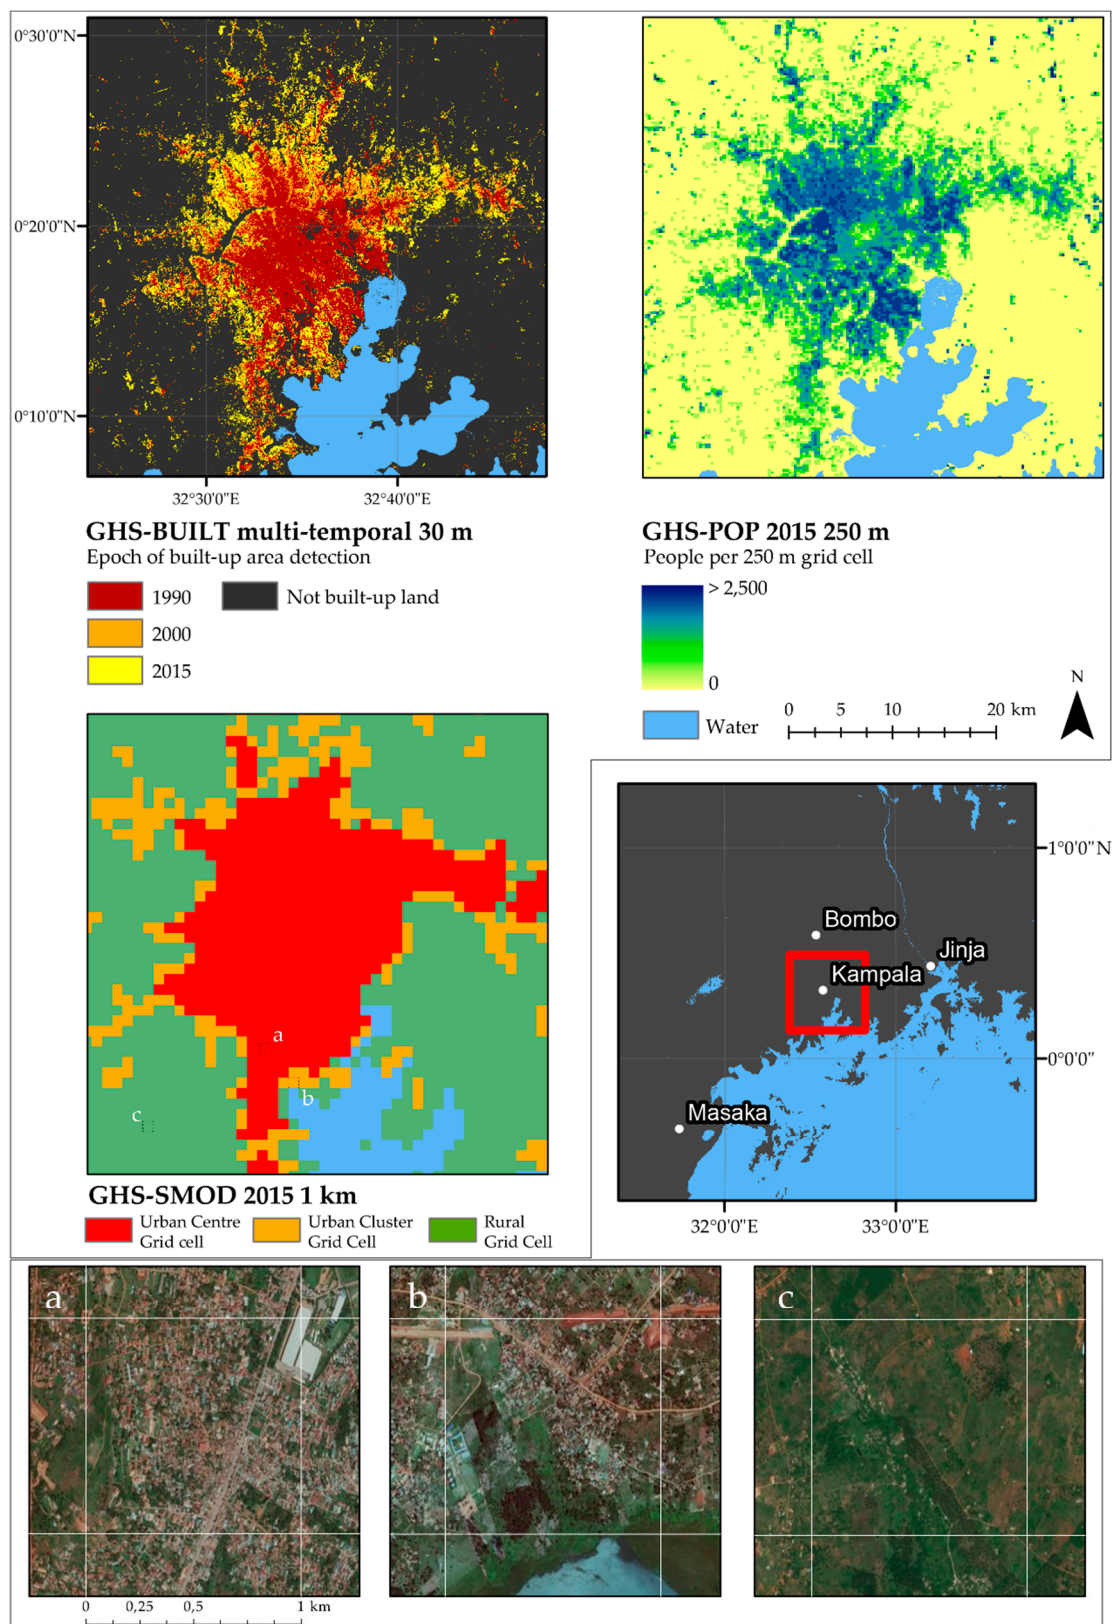 0°30'0"N
0°20'0"N
0°10'0"N
32°30'0"E
32°40'0"E
GHS-BUILT multi-temporal 30 m
Epoch of built-up area detection
1990
Not built-up land
2000
2015
GHS-POP 2015 250 m
People per 250 m grid cell
> 2,500
0
Water
0 5 10 20 km
N
a
b
c
GHS-SMOD 2015 1 km
Urban Centre
Grid cell
Urban Cluster
Grid Cell
Rural
Grid Cell
1°0'0"N
Bombo
Jinja
Kampala
0°0'0"
Masaka
32°0'0"E
33°0'0"E
a
b
c
0 0,25 0,5 1 km